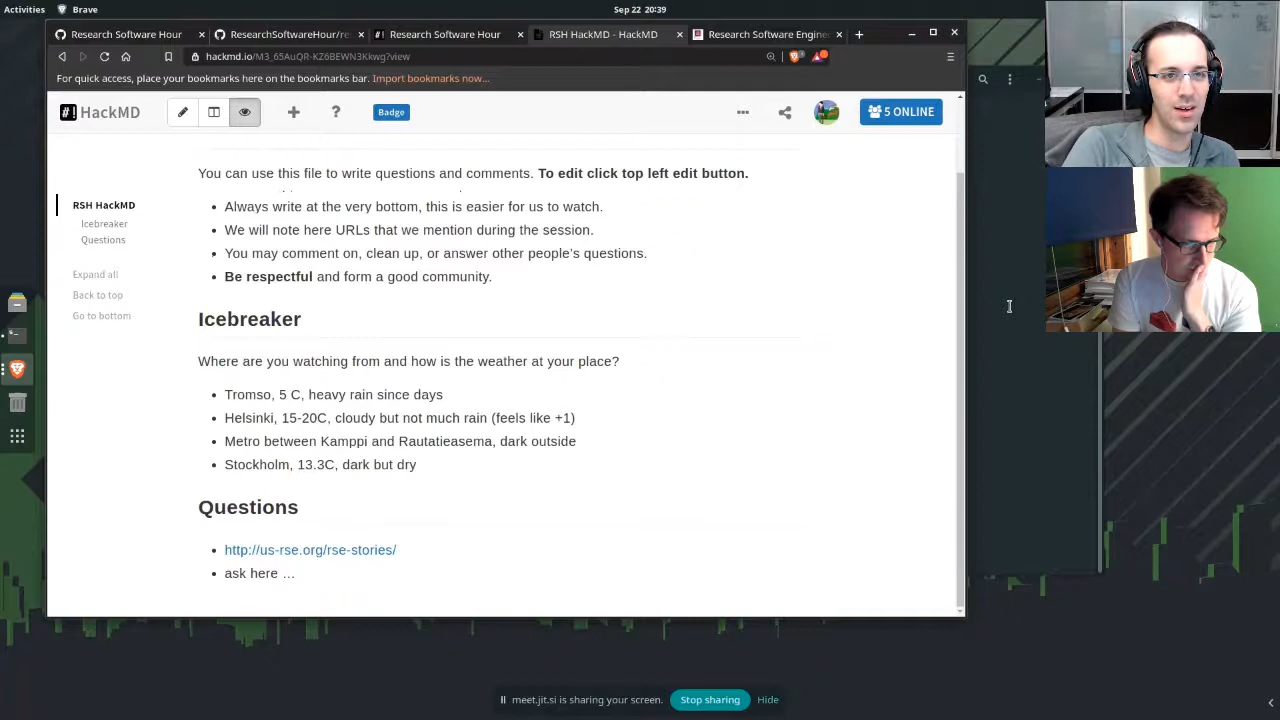 Activities
Brave
Sep 22 20:39
Research Software Hour
ResearchSoftwareHour/re
Research Software Hour
RSH HackMD - HackMD
Research Software Engine
hackmd.io/M3_65AuQR-KZ6BEWN3Kkwg?view
For quick access, place your bookmarks here on the bookmarks bar. Import bookmarks now...
HackMD
Badge
5 ONLINE
You can use this file to write questions and comments. To edit click top left edit button.
RSH HackMD
Icebreaker
Questions
Expand all
Back to top
Go to bottom
Always write at the very bottom, this is easier for us to watch.
We will note here URLs that we mention during the session.
You may comment on, clean up, or answer other people's questions.
Be respectful and form a good community.
Icebreaker
Where are you watching from and how is the weather at your place?
Tromso, 5 C, heavy rain since days
Helsinki, 15-20C, cloudy but not much rain (feels like +1)
Metro between Kamppi and Rautatieasema, dark outside
Stockholm, 13.3C, dark but dry
Questions
http://us-rse.org/rse-stories/
ask here …
meet.jit.si is sharing your screen.
Stop sharing
Hide